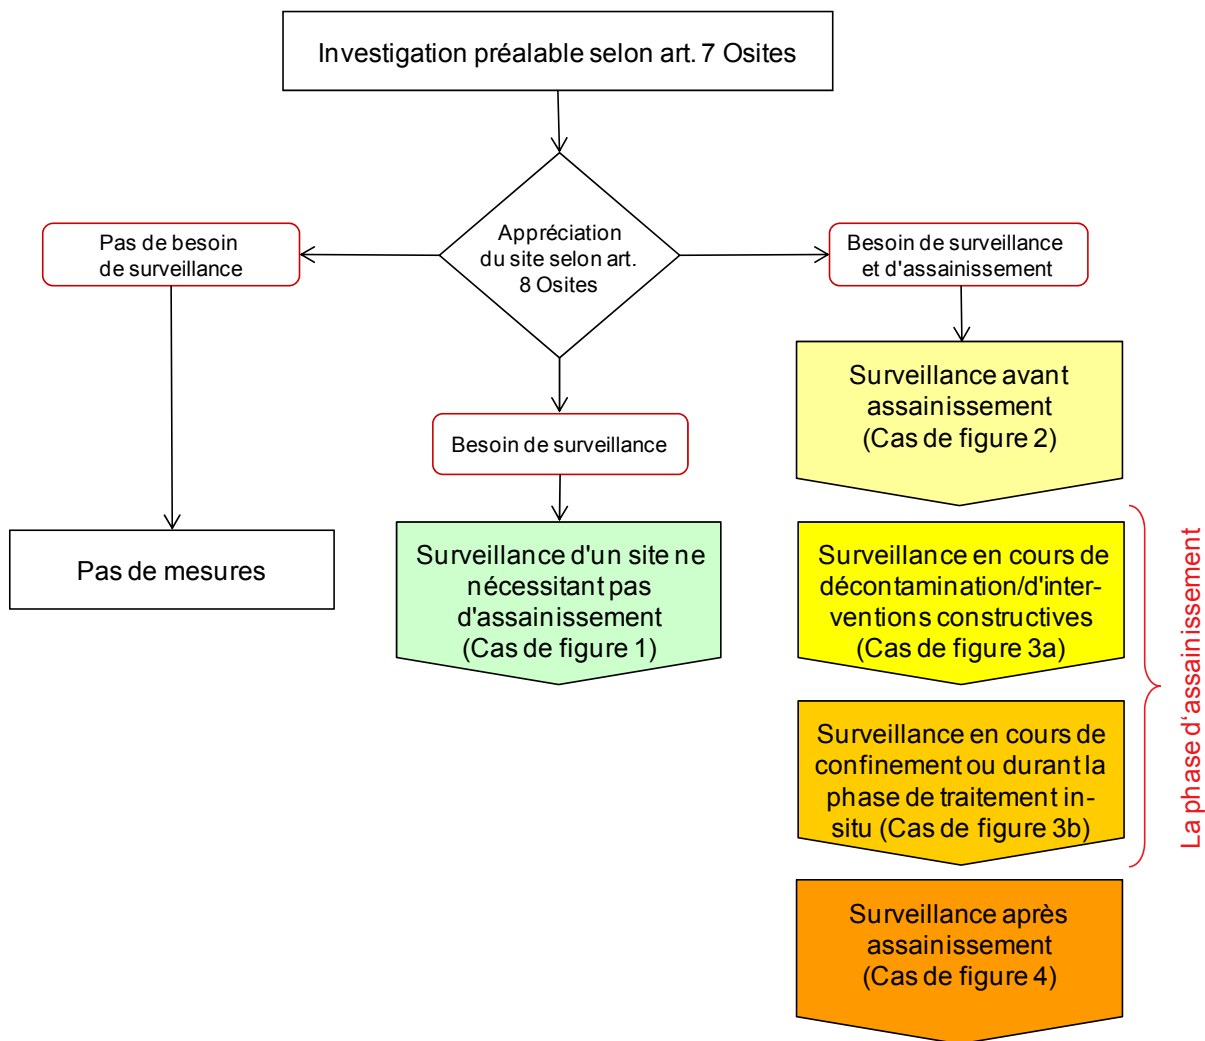 Investigation préalable selon art. 7 Osites
Appréciation
du site selon art.
8 Osites
Pas de besoin
de surveillance
Besoin de surveillance
et d'assainissement
Besoin de surveillance
Pas de mesures
Surveillance d'un site ne
nécessitant pas
d'assainissement
(Cas de figure 1)
Surveillance avant
assainissement
(Cas de figure 2)
Surveillance en cours de
décontamination/d'inter-
ventions constructives
(Cas de figure 3a)
Surveillance en cours de
confinement ou durant la
phase de traitement in-
situ (Cas de figure 3b)
La phase d‘assainissement
Surveillance après
assainissement
(Cas de figure 4)